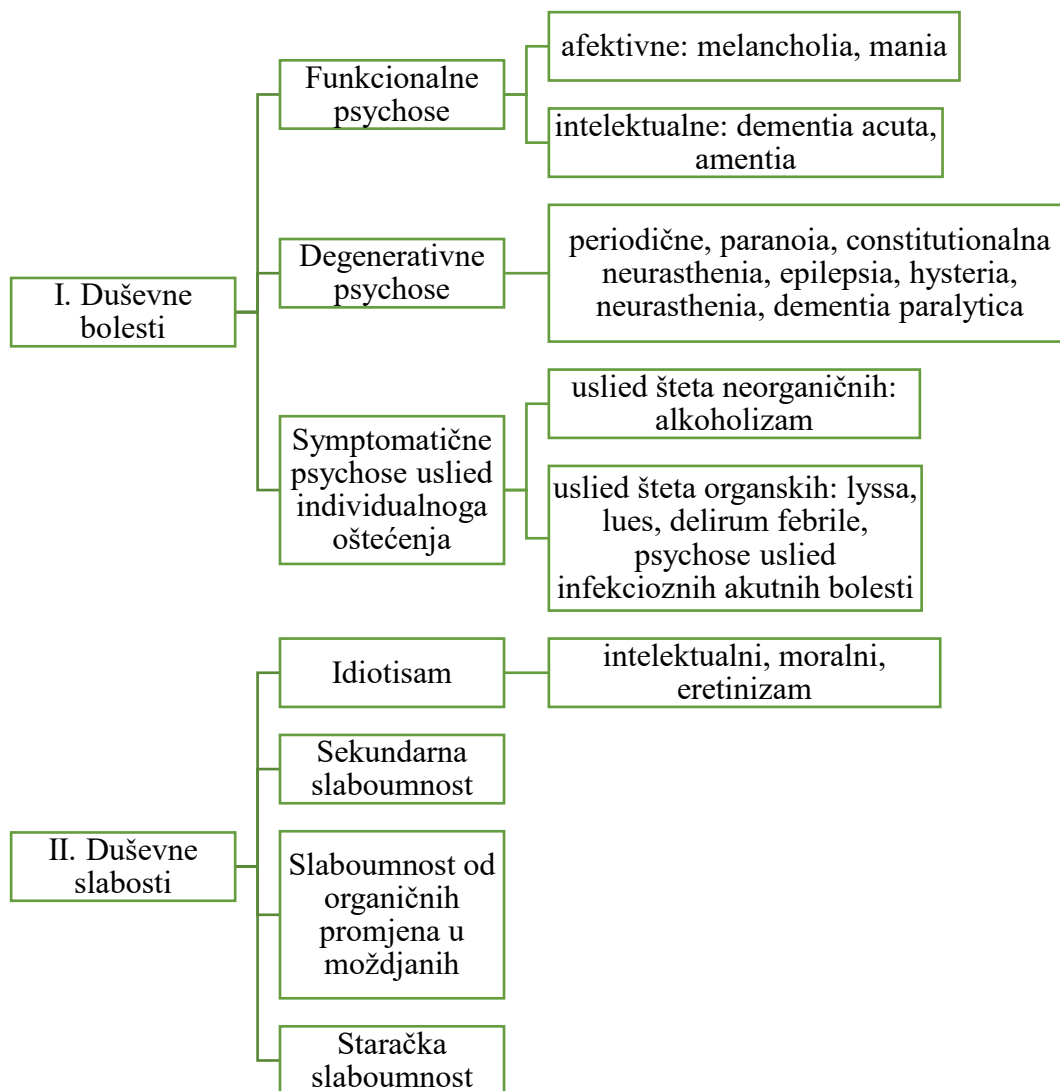 I. Duševne
bolesti
Funkcionalne
psychose
afektivne: melancholia, mania
intelektualne: dementia acuta,
amentia
Degenerativne
psychose
periodične, paranoia, constitutionalna
neurasthenia, epilepsia, hysteria,
neurasthenia, dementia paralytica
Symptomatične
psychose uslied
individualnoga
oštećenja
uslied šteta neorganičnih:
alkoholizam
uslied šteta organskih: lyssa,
lues, delirum febrile,
psychose uslied
infekcioznih akutnih bolesti
II. Duševne
slabosti
Idiotisam
intelektualni, moralni,
eretinizam
Sekundarna
slaboumnost
Slaboumnost od
organičnih
promjena u
moždjanih
Staračka
slaboumnost